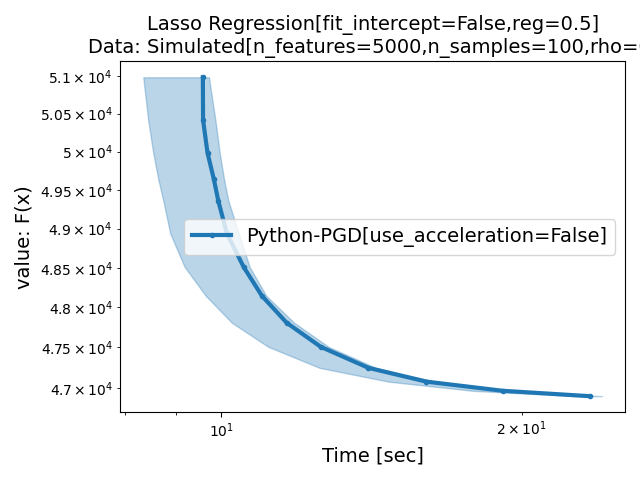 Lasso Regression[fit_intercept=False,reg=0.5]
Data: Simulated[n_features=5000,n_samples=100,rho=
5.1 × 10⁴
5.05 × 10⁴
5 × 10⁴
4.95 × 10⁴
4.9 × 10⁴
4.85 × 10⁴
4.8 × 10⁴
4.75 × 10⁴
4.7 × 10⁴
value: F(x)
Python-PGD[use_acceleration=False]
10¹
2 × 10¹
Time [sec]